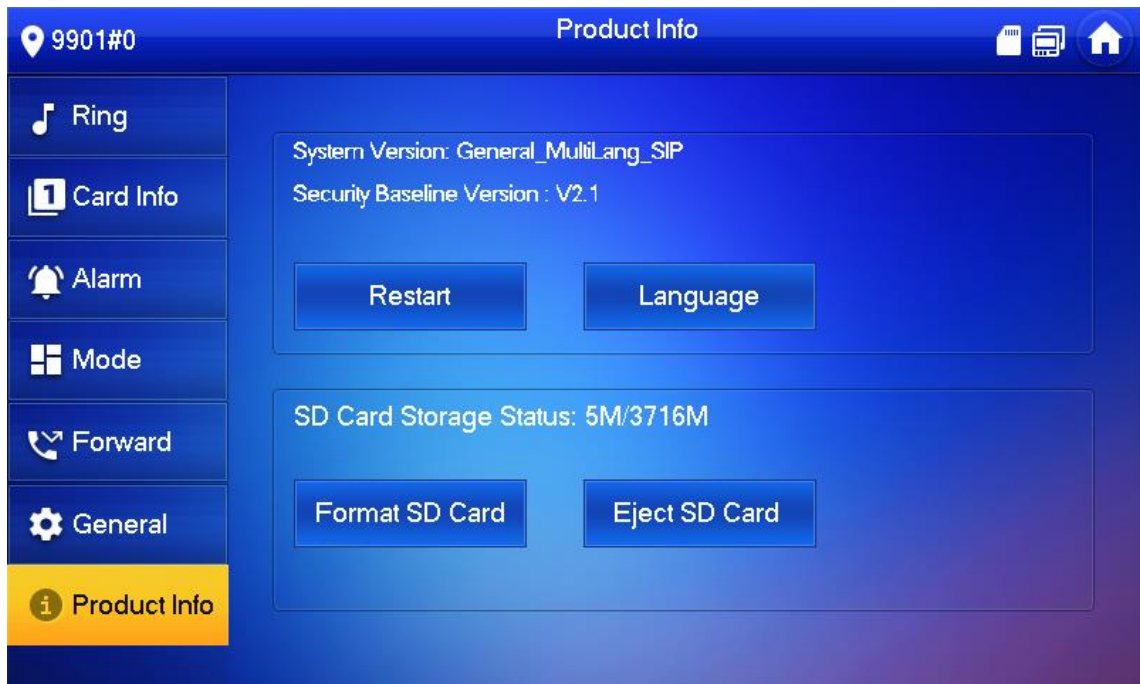 9901#0
Product Info
Ring
1 Card Info
Alarm
Mode
Forward
General
i Product Info
System Version: General_MultiLang_SIP
Security Baseline Version : V2.1
Restart
Language
SD Card Storage Status: 5M/3716M
Format SD Card
Eject SD Card